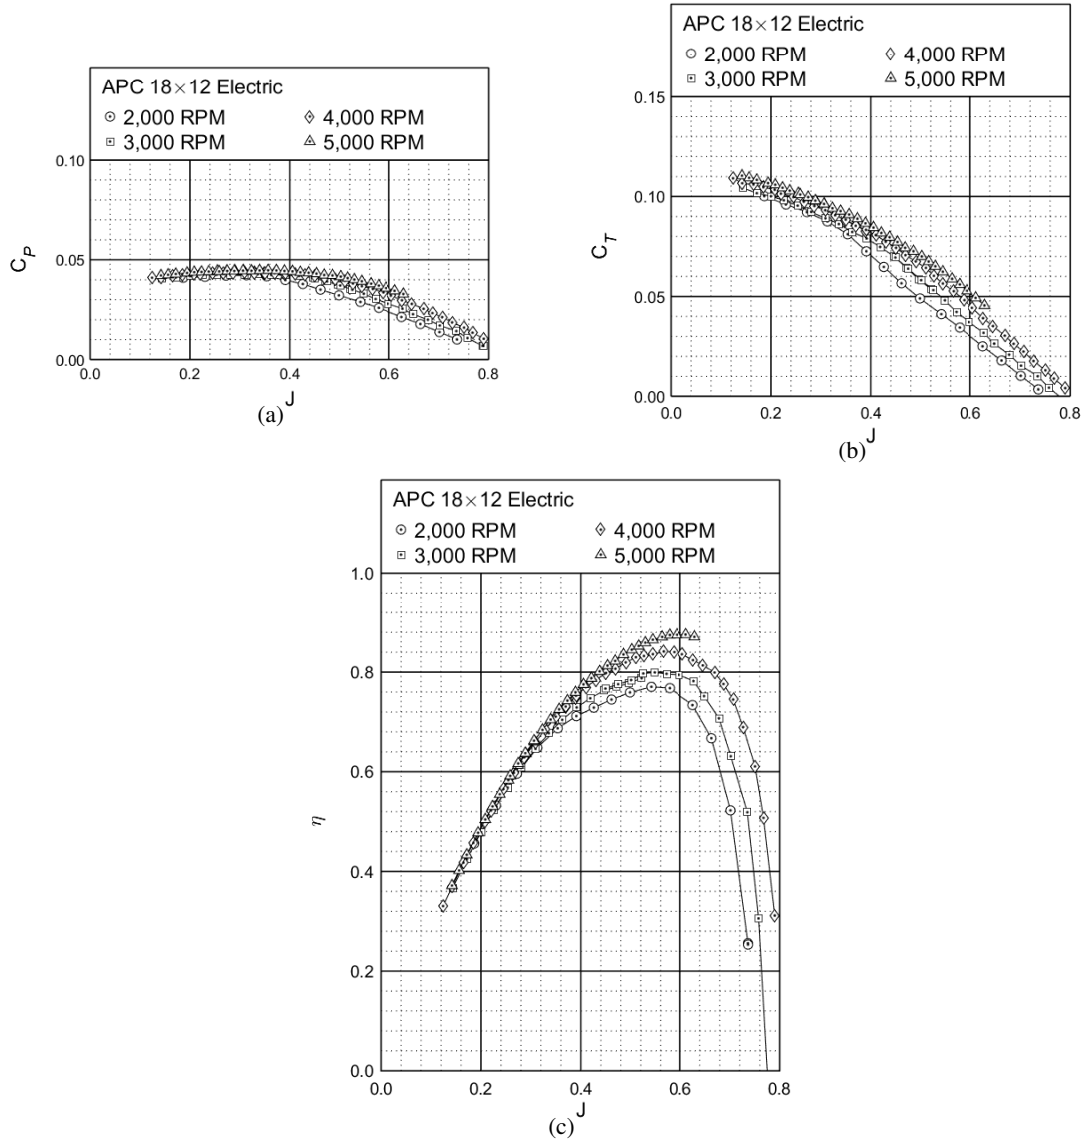 APC 18×12 Electric
2,000 RPM 4,000 RPM
3,000 RPM 5,000 RPM
0.10
0.05
0.00
C_P
0.0 0.2 0.4 0.6 0.8
J
(a)
APC 18×12 Electric
2,000 RPM 4,000 RPM
3,000 RPM 5,000 RPM
0.15
0.10
0.05
0.00
C_T
0.0 0.2 0.4 0.6 0.8
J
(b)
APC 18×12 Electric
2,000 RPM 4,000 RPM
3,000 RPM 5,000 RPM
1.0
0.8
0.6
0.4
0.2
0.0
η
0.0 0.2 0.4 0.6 0.8
J
(c)